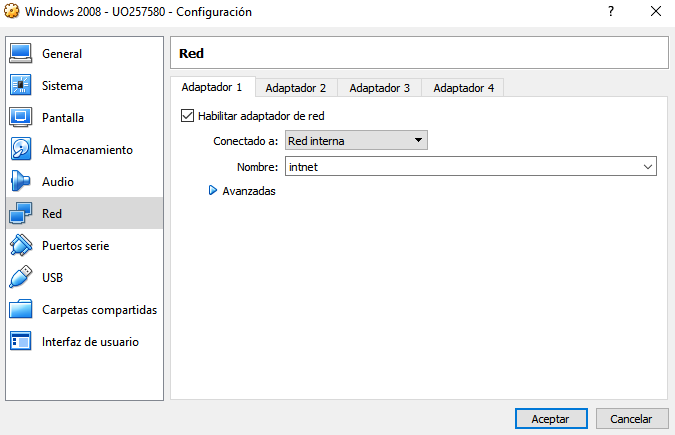 Windows 2008 - UO257580 - Configuración
?
General
Sistema
Pantalla
Almacenamiento
Audio
Red
Puertos serie
USB
Carpetas compartidas
Interfaz de usuario
Red
Adaptador 1 Adaptador 2 Adaptador 3 Adaptador 4
Habilitar adaptador de red
Conectado a: Red interna
Nombre: intnet
Avanzadas
Aceptar Cancelar